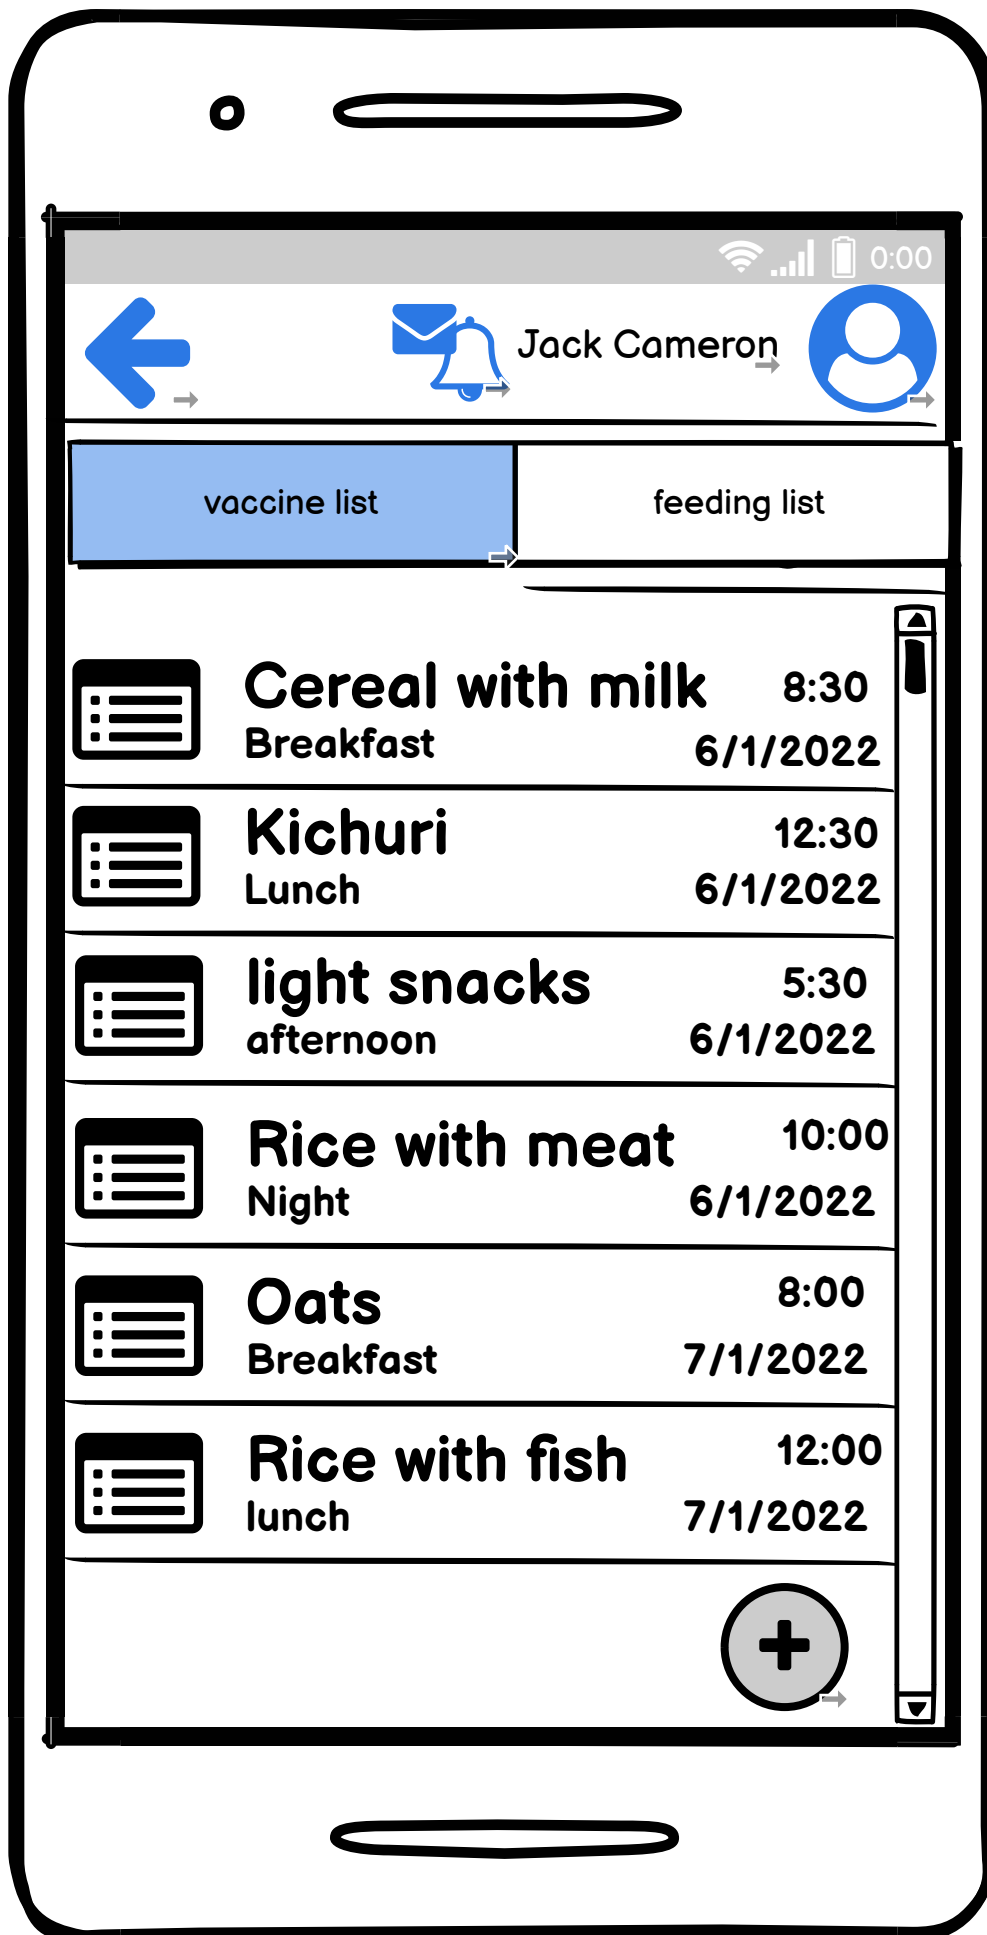 0:00
Jack Cameron
vaccine list
feeding list
Cereal with milk
8:30
Breakfast
6/1/2022
Kichuri
12:30
Lunch
6/1/2022
light snacks
5:30
afternoon
6/1/2022
Rice with meat
10:00
Night
6/1/2022
Oats
8:00
Breakfast
7/1/2022
Rice with fish
12:00
lunch
7/1/2022